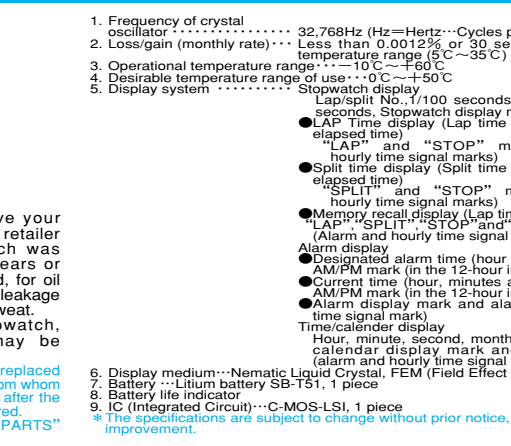 ve your
retailer
ch was
ears or
d, for oil
leakage
weat.
pwatch,
may be
replaced
om whom
after the
red.
PARTS”
1. Frequency of crystal
oscillator ················ 32,768Hz (Hz=Hertz···Cycles p
2. Loss/gain (monthly rate)··· Less than 0.0012% or 30 se
temperature range (5℃～35℃)
3. Operational temperature range···－10℃～＋60℃
4. Desirable temperature range of use···0℃～＋50℃
5. Display system ·········· Stopwatch display
Lap/split No.,1/100 seconds
seconds, Stopwatch display m
●LAP Time display (Lap time
elapsed time)
“LAP” and “STOP” m
hourly time signal marks)
●Split time display (Split time
elapsed time)
“SPLIT” and “STOP” m
hourly time signal marks)
●Memory recall display (Lap tim
“LAP”,“SPLIT”,“STOP”and“
(Alarm and hourly time signal
Alarm display
●Designated alarm time (hour
AM/PM mark (in the 12-hour i
●Current time (hour, minutes a
AM/PM mark (in the 12-hour i
●Alarm display mark and ala
time signal mark)
Time/calender display
Hour, minute, second, month
calendar display mark an
(alarm and hourly time signal
6. Display medium···Nematic Liquid Crystal, FEM (Field Effect
7. Battery ···Litium battery SB-T51, 1 piece
8. Battery life indicator
9. IC (Integrated Circuit)···C-MOS-LSI, 1 piece
＊The specifications are subject to change without prior notice,
improvement.